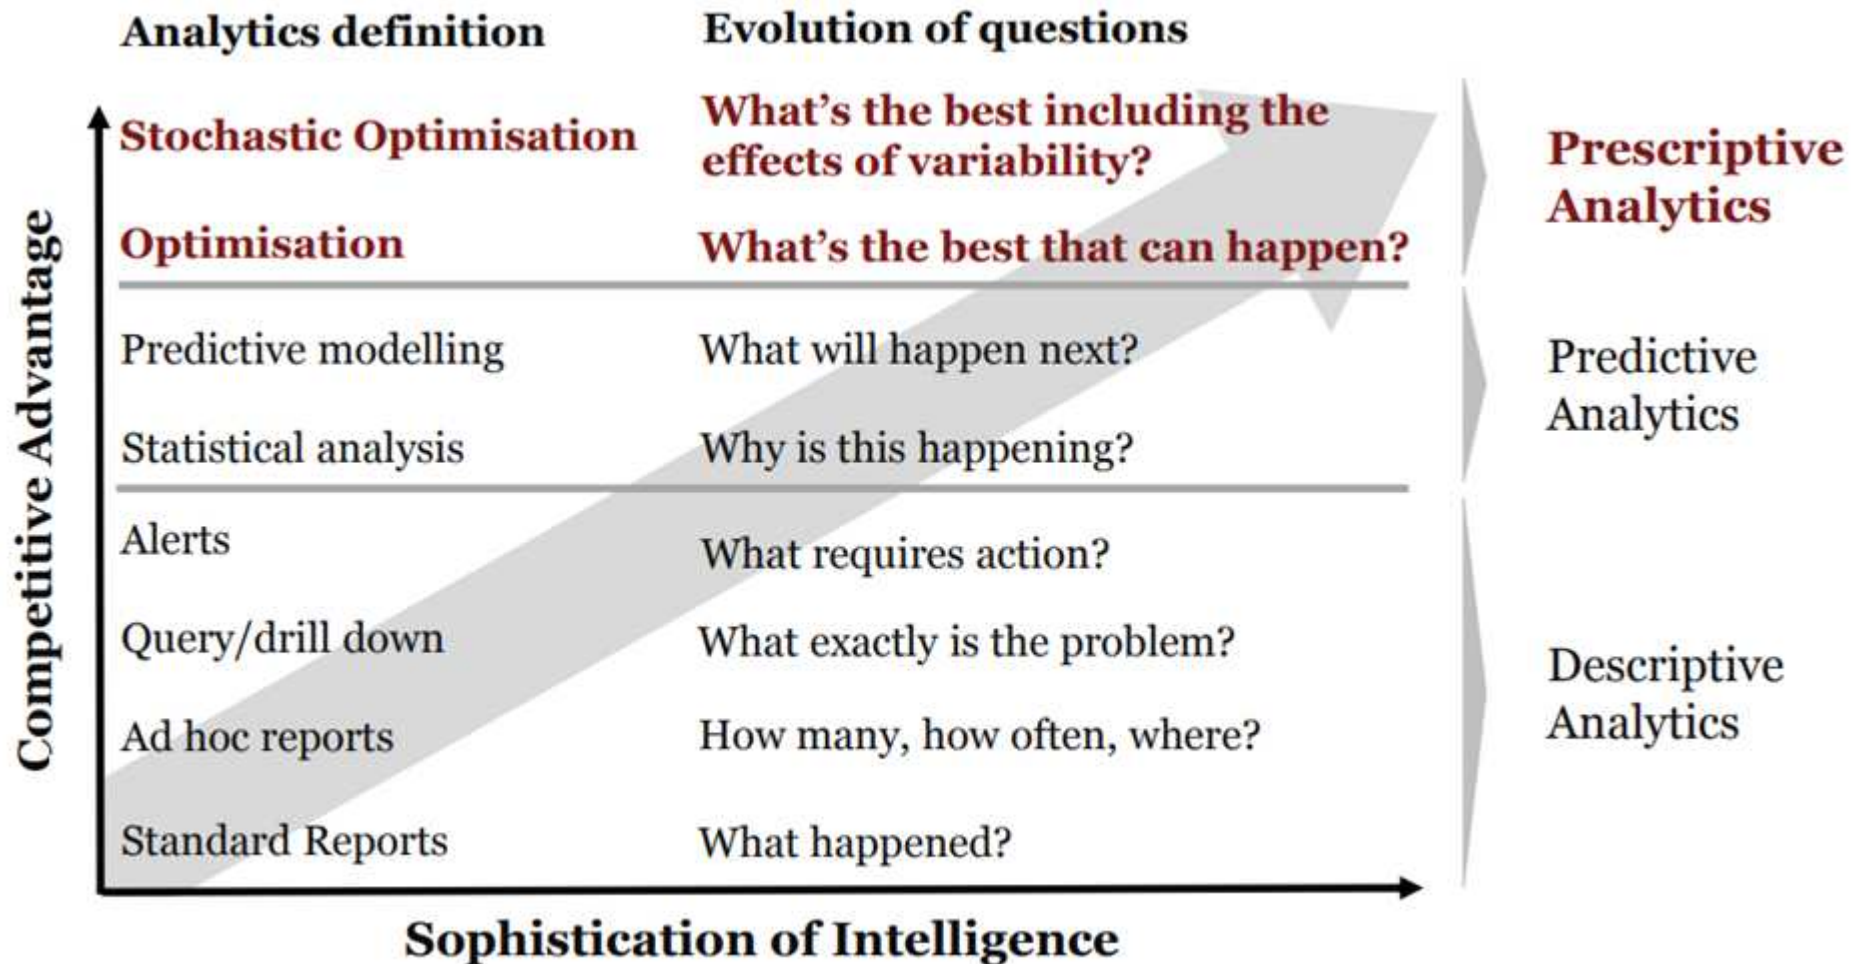 Analytics definition
Evolution of questions
Stochastic Optimisation
What's the best including the
effects of variability?
Prescriptive
Analytics
Optimisation
What's the best that can happen?
Predictive modelling
What will happen next?
Predictive
Analytics
Statistical analysis
Why is this happening?
Alerts
What requires action?
Query/drill down
What exactly is the problem?
Descriptive
Analytics
Ad hoc reports
How many, how often, where?
Standard Reports
What happened?
Competitive Advantage
Sophistication of Intelligence